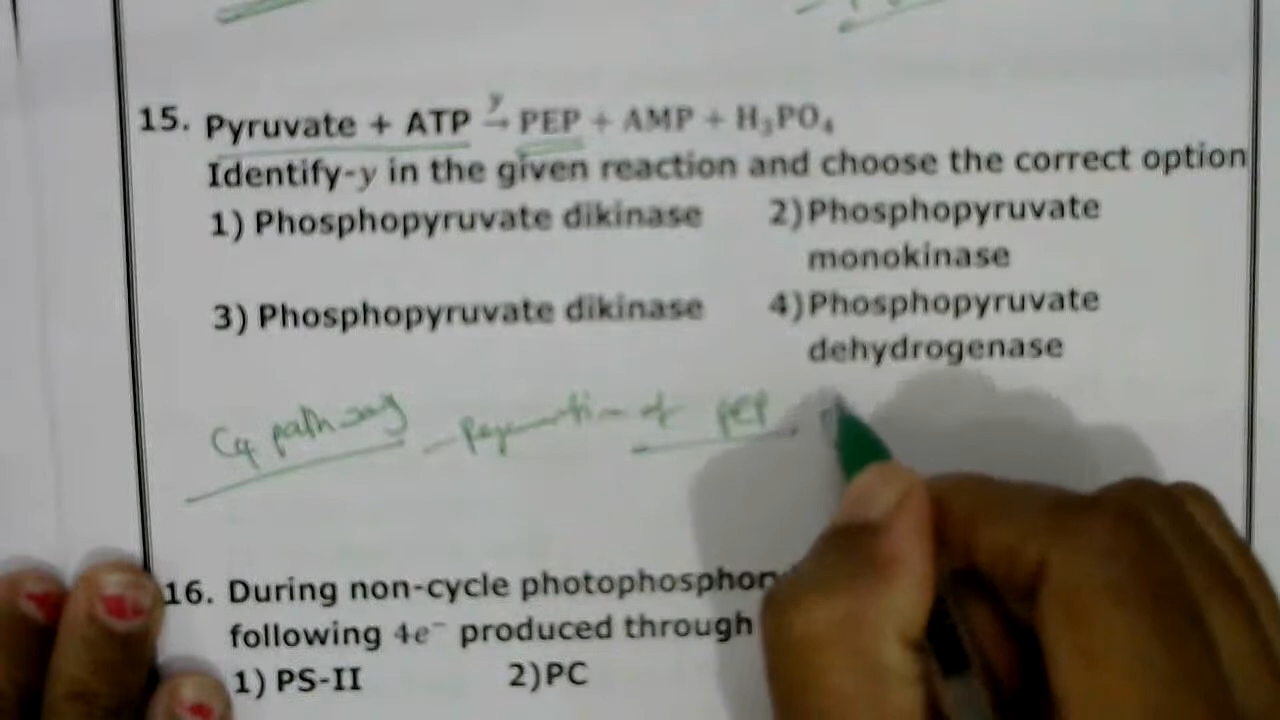 15. Pyruvate + ATP →y PEP + AMP + H₃PO₄
Identify-y in the given reaction and choose the correct option
1) Phosphopyruvate dikinase 2) Phosphopyruvate
monokinase
3) Phosphopyruvate dikinase 4) Phosphopyruvate
dehydrogenase
C4 pathway of PEP
16. During non-cycle
following 4e⁻ produced through
1) PS-II 2) PC